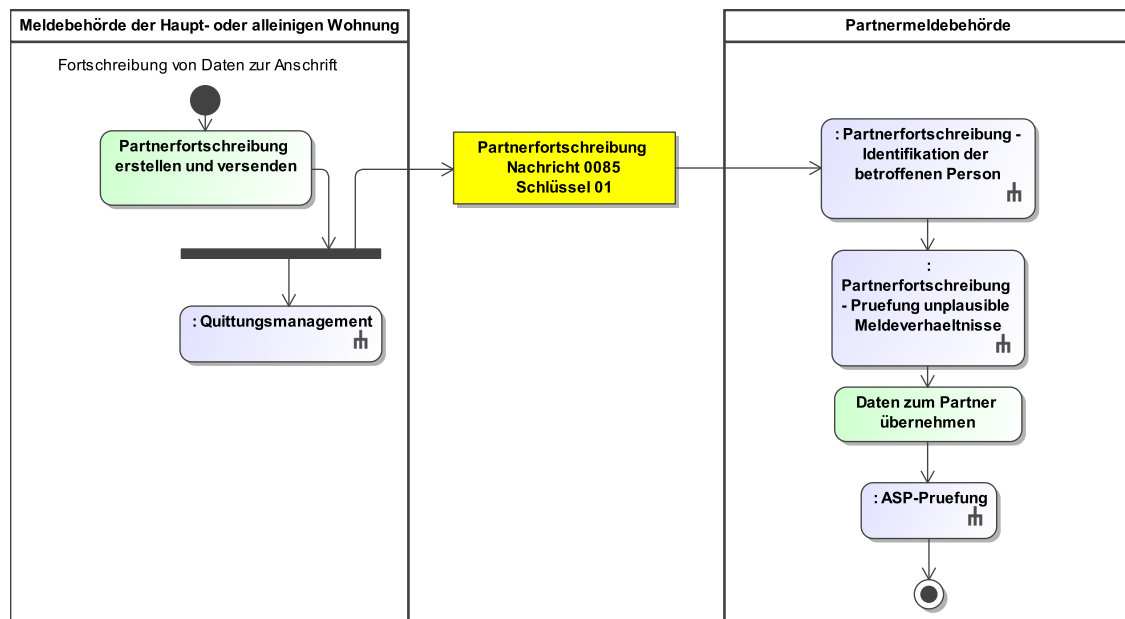 Meldebehörde der Haupt- oder alleinigen Wohnung
Fortschreibung von Daten zur Anschrift
Partnerfortschreibung
erstellen und versenden
: Quittungsmanagement
Partnerfortschreibung
Nachricht 0085
Schlüssel 01
Partnermeldebehörde
: Partnerfortschreibung -
Identifikation der
betroffenen Person
:
Partnerfortschreibung
- Pruefung unplausible
Meldeverhaeltnisse
Daten zum Partner
übernehmen
: ASP-Pruefung